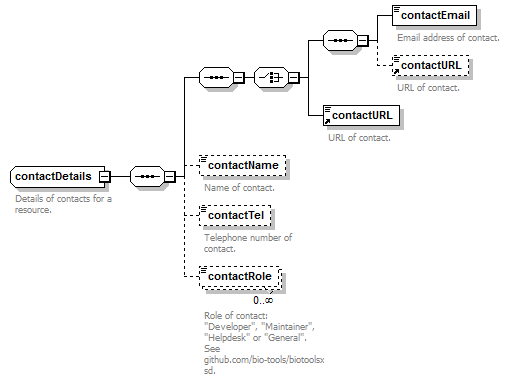 contactEmail
Email address of contact.
contactURL
URL of contact.
contactURL
URL of contact.
contactDetails
Details of contacts for a
resource.
contactName
Name of contact.
contactTel
Telephone number of
contact.
contactRole
0..∞
Role of contact:
"Developer", "Maintainer",
"Helpdesk" or "General".
See
github.com/bio-tools/biotoolsx
sd.